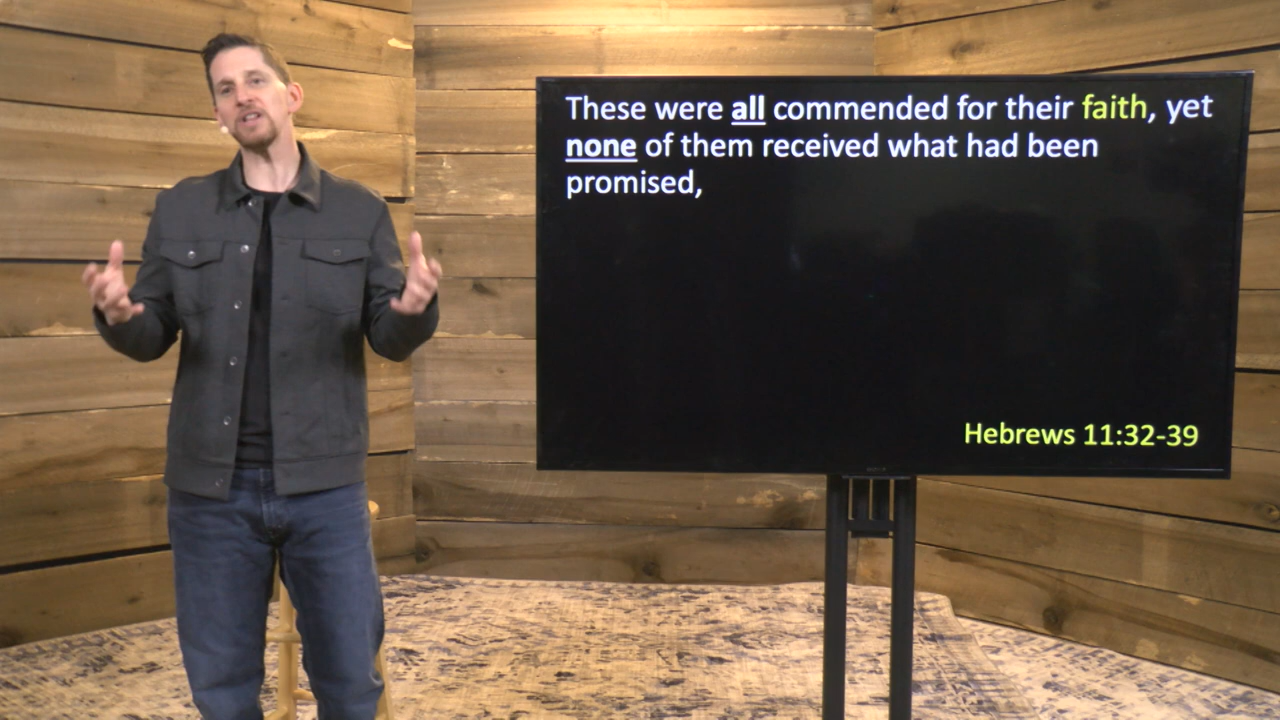 These were all commended for their faith, yet
none of them received what had been
promised,
Hebrews 11:32-39